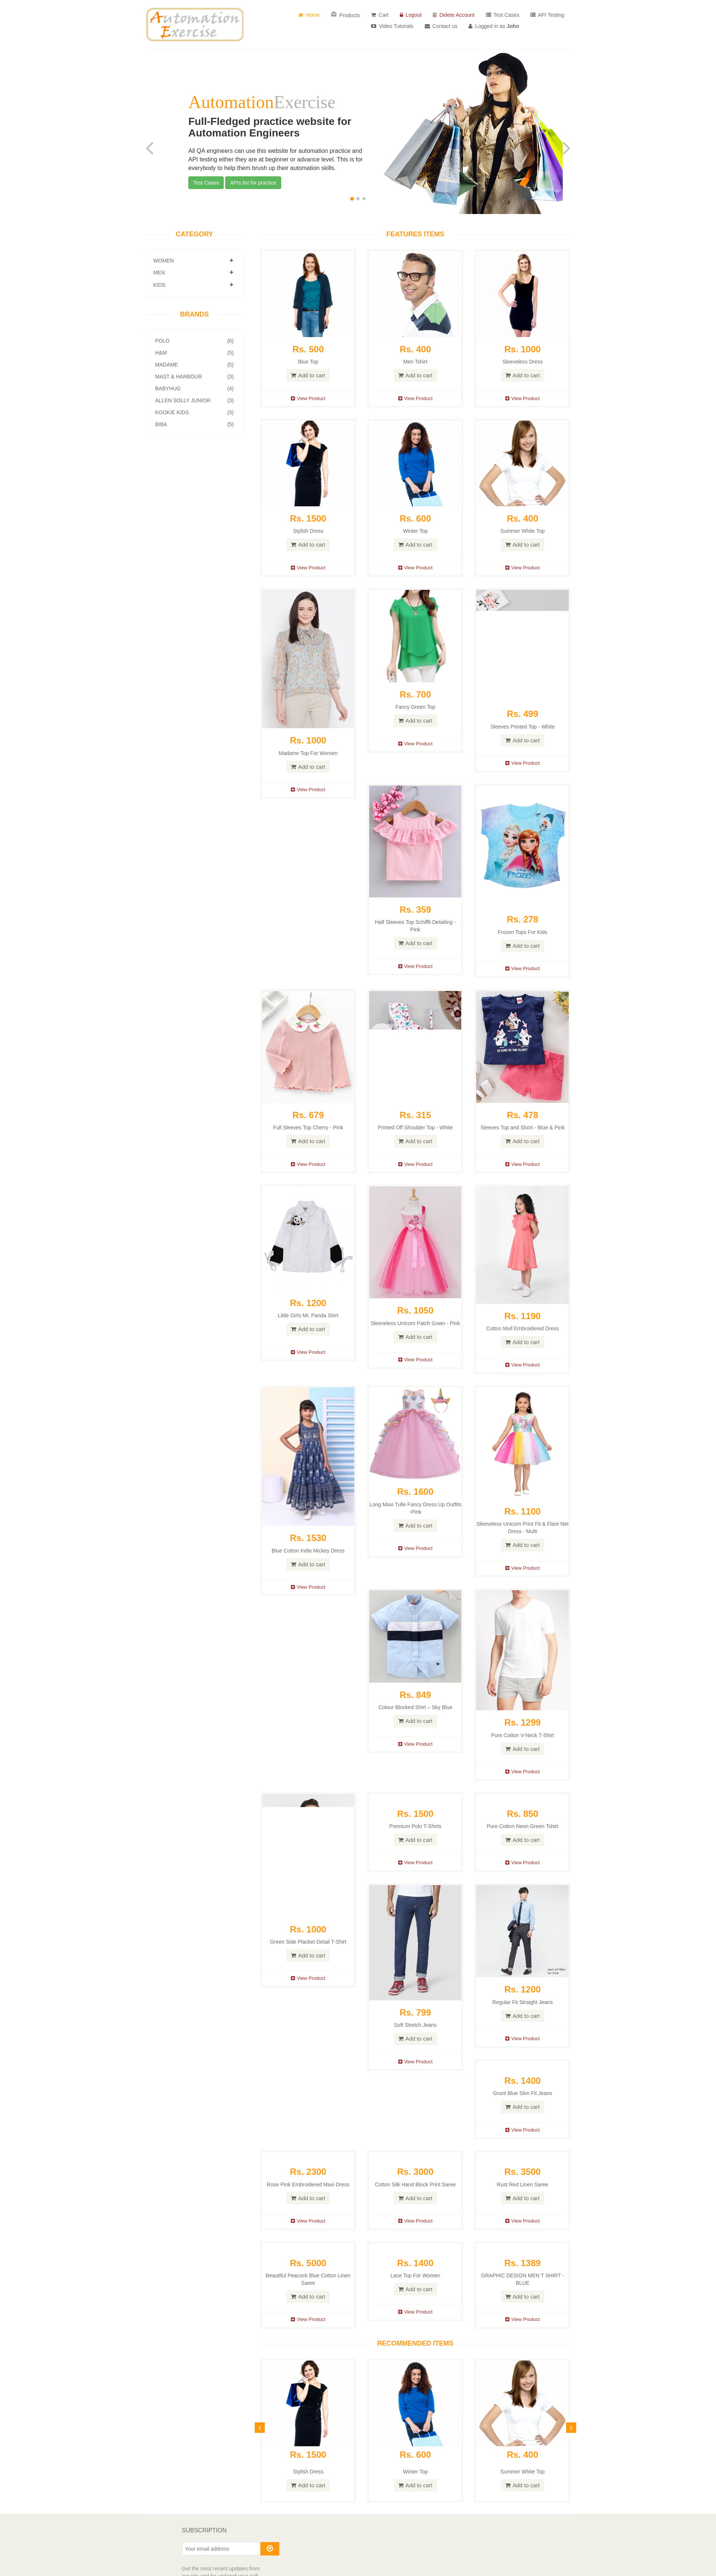 Automation
Exercise
Home
Products
Cart
Logout
Delete Account
Test Cases
API Testing
Video Tutorials
Contact us
Logged in as John
AutomationExercise
Full-Fledged practice website for
Automation Engineers
All QA engineers can use this website for automation practice and
API testing either they are at beginner or advance level. This is for
everybody to help them brush up their automation skills.
Test Cases
APIs list for practice
CATEGORY
WOMEN
MEN
KIDS
BRANDS
POLO (6)
H&M (5)
MADAME (5)
MAST & HARBOUR (3)
BABYHUG (4)
ALLEN SOLLY JUNIOR (3)
KOOKIE KIDS (3)
BIBA (5)
FEATURES ITEMS
Rs. 500
Blue Top
Add to cart
View Product
Rs. 400
Men Tshirt
Add to cart
View Product
Rs. 1000
Sleeveless Dress
Add to cart
View Product
Rs. 1500
Stylish Dress
Add to cart
View Product
Rs. 600
Winter Top
Add to cart
View Product
Rs. 400
Summer White Top
Add to cart
View Product
Rs. 1000
Madame Top For Women
Add to cart
View Product
Rs. 700
Fancy Green Top
Add to cart
View Product
Rs. 499
Sleeves Printed Top - White
Add to cart
View Product
Rs. 359
Half Sleeves Top Schiffli Detailing -
Pink
Add to cart
View Product
FROZEN
Rs. 278
Frozen Tops For Kids
Add to cart
View Product
Rs. 679
Full Sleeves Top Cherry - Pink
Add to cart
View Product
Rs. 315
Printed Off Shoulder Top - White
Add to cart
View Product
Rs. 478
Sleeves Top and Short - Blue & Pink
Add to cart
View Product
Rs. 1200
Little Girls Mr. Panda Shirt
Add to cart
View Product
Rs. 1050
Sleeveless Unicorn Patch Gown - Pink
Add to cart
View Product
Rs. 1190
Cotton Mull Embroidered Dress
Add to cart
View Product
Rs. 1530
Blue Cotton Indie Mickey Dress
Add to cart
View Product
Rs. 1600
Long Maxi Tulle Fancy Dress Up Outfits
-Pink
Add to cart
View Product
Rs. 1100
Sleeveless Unicorn Print Fit & Flare Net
Dress - Multi
Add to cart
View Product
Rs. 849
Colour Blocked Shirt – Sky Blue
Add to cart
View Product
Rs. 1299
Pure Cotton V-Neck T-Shirt
Add to cart
View Product
Rs. 1000
Green Side Placket Detail T-Shirt
Add to cart
View Product
Rs. 1500
Premium Polo T-Shirts
Add to cart
View Product
Rs. 850
Pure Cotton Neon Green Tshirt
Add to cart
View Product
Rs. 799
Soft Stretch Jeans
Add to cart
View Product
Rs. 1200
Regular Fit Straight Jeans
Add to cart
View Product
Rs. 1400
Grunt Blue Slim Fit Jeans
Add to cart
View Product
Rs. 2300
Rose Pink Embroidered Maxi Dress
Add to cart
View Product
Rs. 3000
Cotton Silk Hand Block Print Saree
Add to cart
View Product
Rs. 3500
Rust Red Linen Saree
Add to cart
View Product
Rs. 5000
Beautiful Peacock Blue Cotton Linen
Saree
Add to cart
View Product
Rs. 1400
Lace Top For Women
Add to cart
View Product
Rs. 1389
GRAPHIC DESIGN MEN T SHIRT -
BLUE
Add to cart
View Product
RECOMMENDED ITEMS
Rs. 1500
Stylish Dress
Add to cart
Rs. 600
Winter Top
Add to cart
Rs. 400
Summer White Top
Add to cart
SUBSCRIPTION
Your email address
Get the most recent updates from